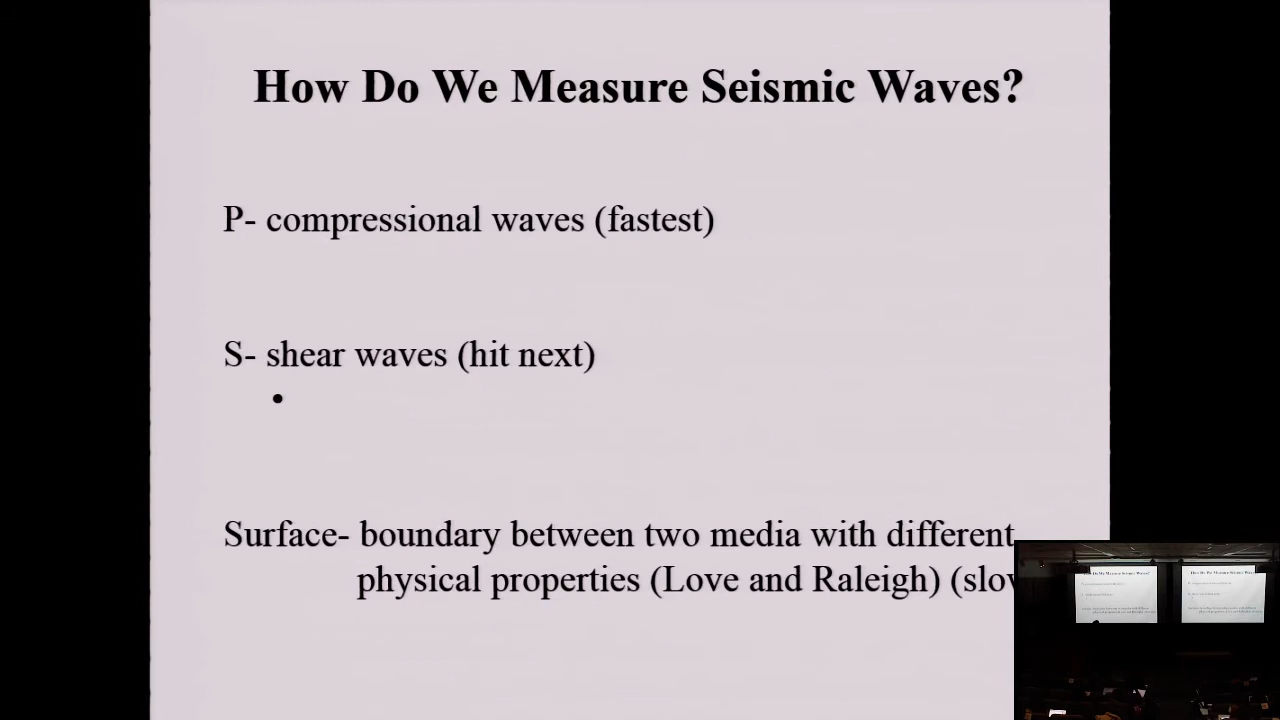 How Do We Measure Seismic Waves?
P- compressional waves (fastest)
S- shear waves (hit next)
•
Surface- boundary between two media with different
physical properties (Love and Raleigh)